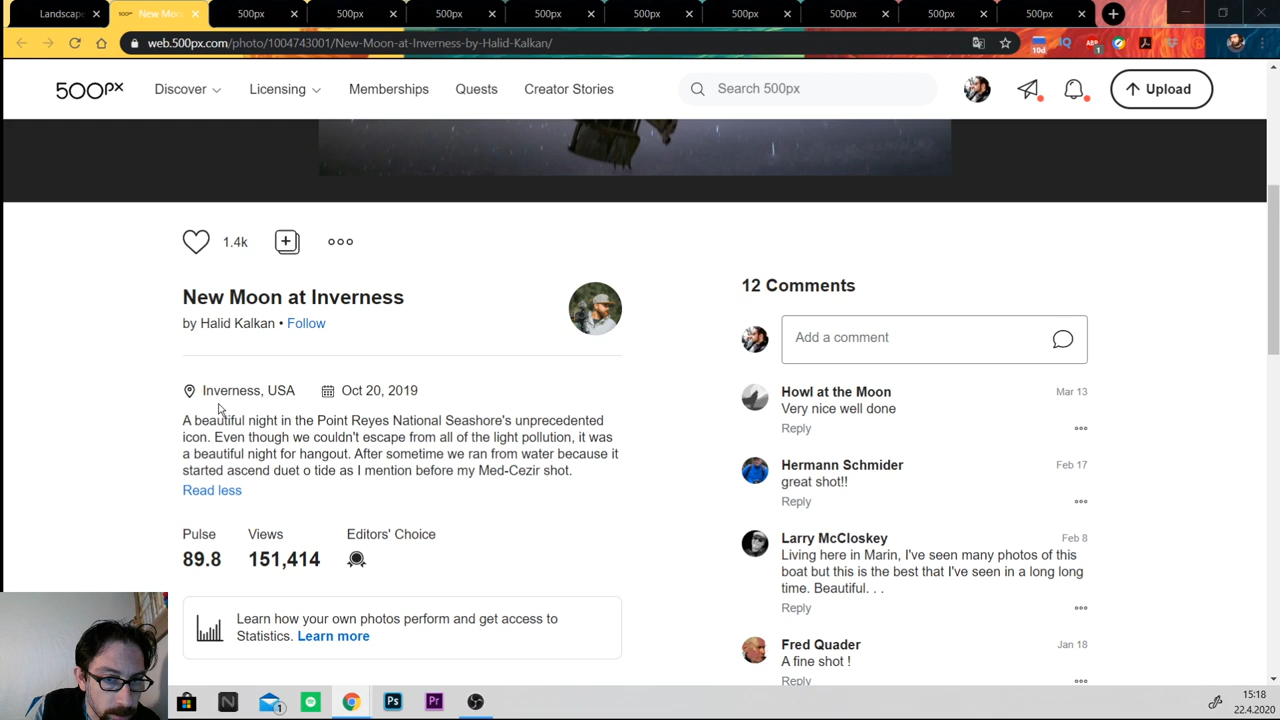 Landscape
New Moo
500px
500px
500px
500px
500px
500px
500px
500px
500px
web.500px.com/photo/1004743001/New-Moon-at-Inverness-by-Halid-Kalkan/
10d
ABP
1
500px
Discover
Licensing
Memberships
Quests
Creator Stories
Search 500px
Upload
1.4k
New Moon at Inverness
by Halid Kalkan • Follow
Inverness, USA
Oct 20, 2019
A beautiful night in the Point Reyes National Seashore's unprecedented
icon. Even though we couldn't escape from all of the light pollution, it was
a beautiful night for hangout. After sometime we ran from water because it
started ascend duet o tide as I mention before my Med-Cezir shot.
Read less
Pulse
Views
Editors' Choice
89.8
151,414
Learn how your own photos perform and get access to
Statistics. Learn more
12 Comments
Add a comment
Howl at the Moon
Mar 13
Very nice well done
Reply
Hermann Schmider
Feb 17
great shot!!
Reply
Larry McCloskey
Feb 8
Living here in Marin, I've seen many photos of this
boat but this is the best that I've seen in a long long
time. Beautiful. . .
Reply
Fred Quader
Jan 18
A fine shot !
Reply
N
1
Ps
Pr
15:18
22.4.2020